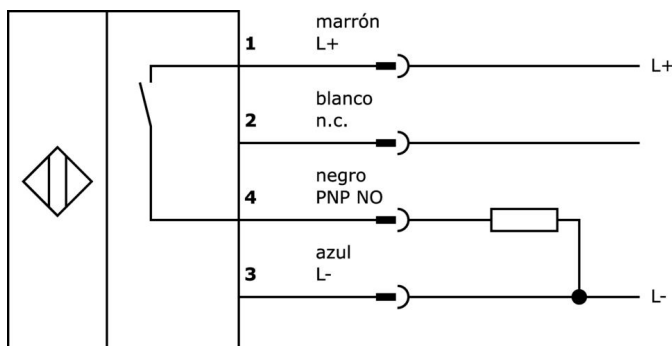 marrón
1 L+
L+
blanco
2 n.c.
negro
4 PNP NO
azul
3 L-
L-